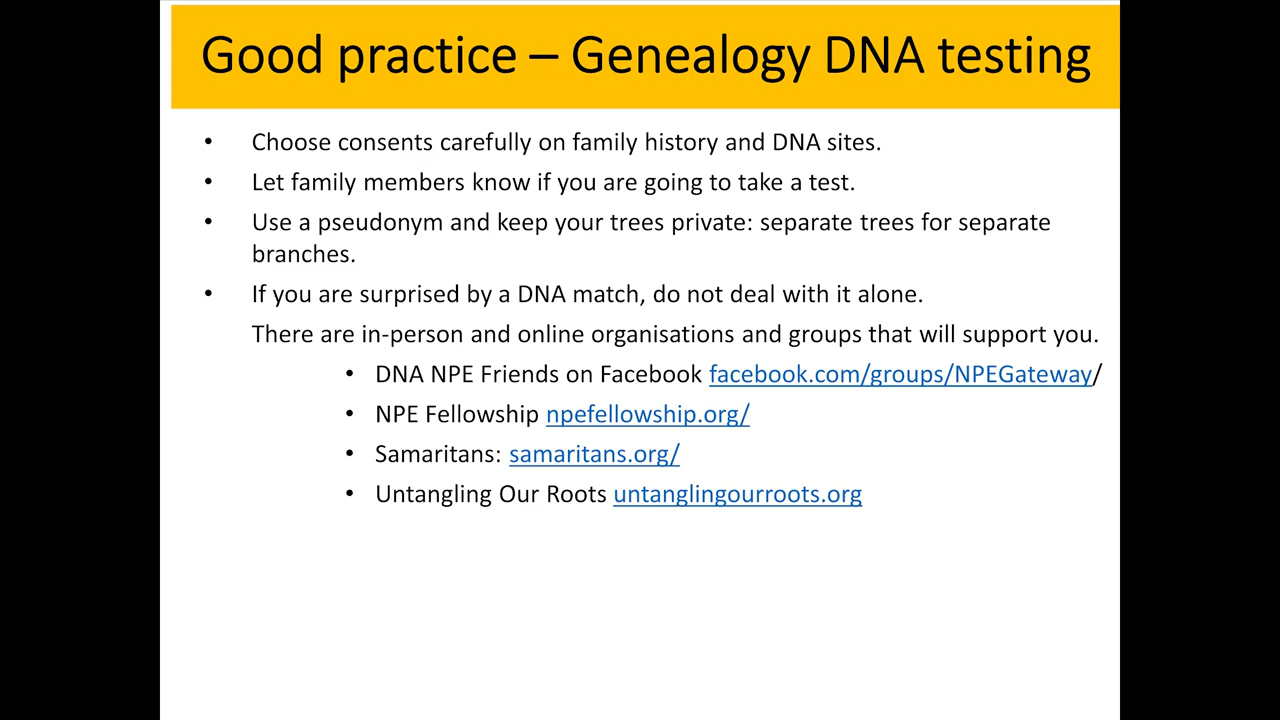 Good practice – Genealogy DNA testing
• Choose consents carefully on family history and DNA sites.
• Let family members know if you are going to take a test.
• Use a pseudonym and keep your trees private: separate trees for separate
branches.
• If you are surprised by a DNA match, do not deal with it alone.
There are in-person and online organisations and groups that will support you.
• DNA NPE Friends on Facebook facebook.com/groups/NPEGateway/
• NPE Fellowship npefellowship.org/
• Samaritans: samaritans.org/
• Untangling Our Roots untanglingourroots.org